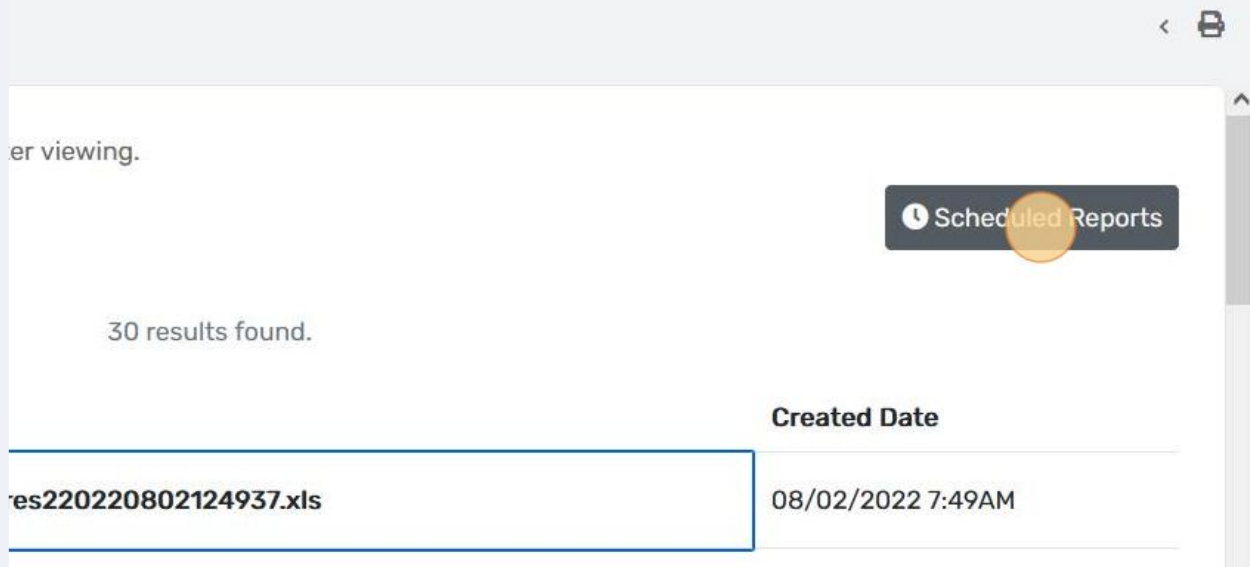 er viewing.
Scheduled Reports
30 results found.
Created Date
res220220802124937.xls
08/02/2022 7:49AM